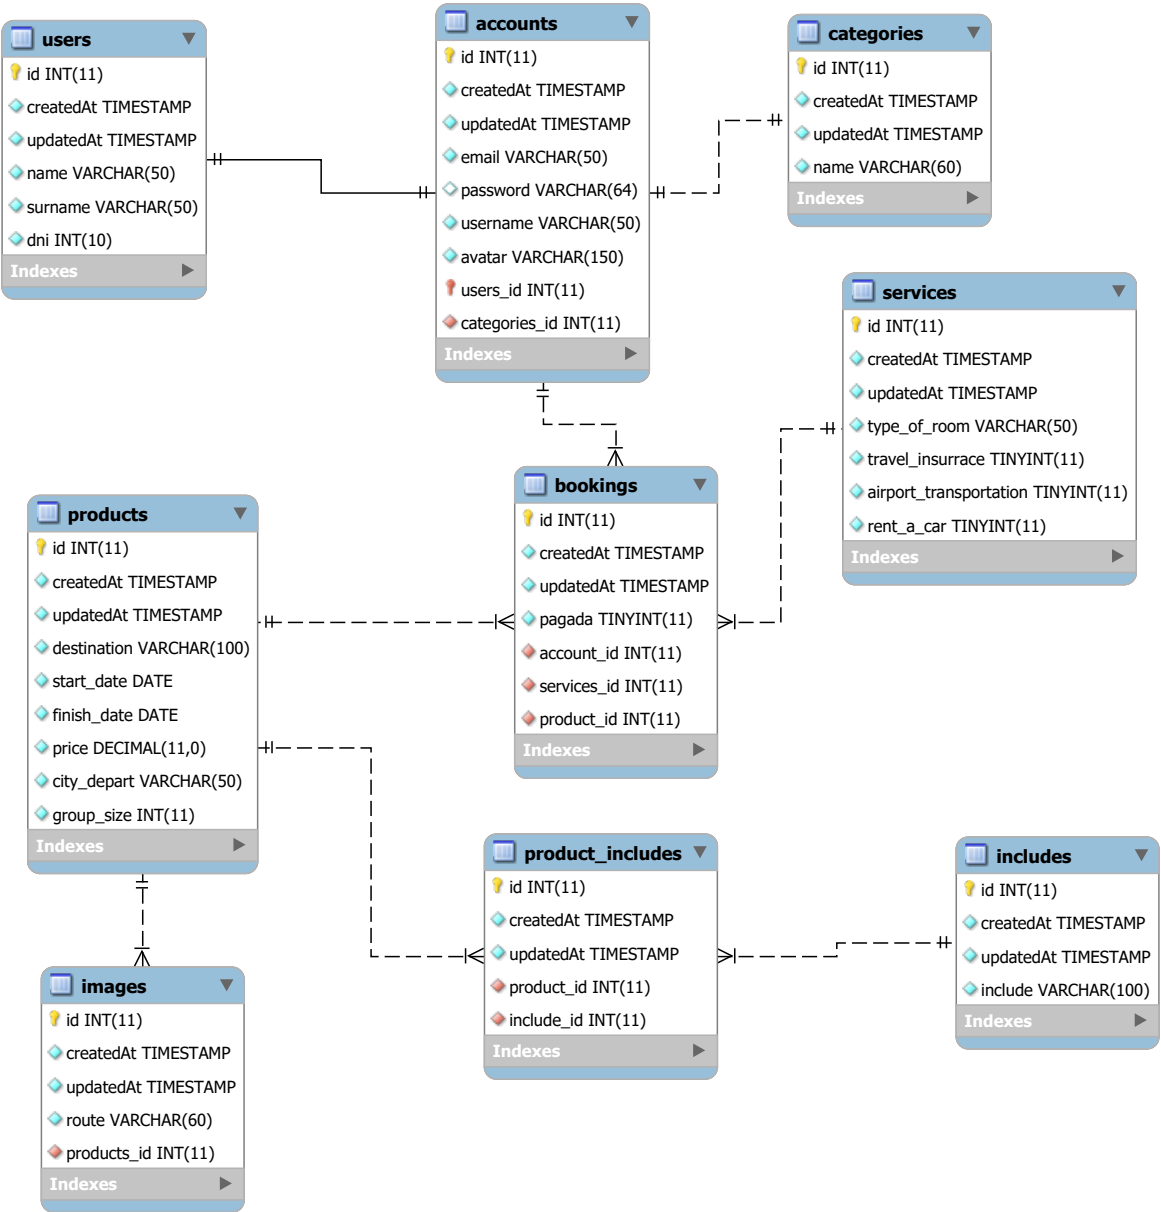 users
id INT(11)
createdAt TIMESTAMP
updatedAt TIMESTAMP
name VARCHAR(50)
surname VARCHAR(50)
dni INT(10)
Indexes
accounts
id INT(11)
createdAt TIMESTAMP
updatedAt TIMESTAMP
email VARCHAR(50)
password VARCHAR(64)
username VARCHAR(50)
avatar VARCHAR(150)
users_id INT(11)
categories_id INT(11)
Indexes
categories
id INT(11)
createdAt TIMESTAMP
updatedAt TIMESTAMP
name VARCHAR(60)
Indexes
services
id INT(11)
createdAt TIMESTAMP
updatedAt TIMESTAMP
type_of_room VARCHAR(50)
travel_insurrace TINYINT(11)
airport_transportation TINYINT(11)
rent_a_car TINYINT(11)
Indexes
products
id INT(11)
createdAt TIMESTAMP
updatedAt TIMESTAMP
destination VARCHAR(100)
start_date DATE
finish_date DATE
price DECIMAL(11,0)
city_depart VARCHAR(50)
group_size INT(11)
Indexes
bookings
id INT(11)
createdAt TIMESTAMP
updatedAt TIMESTAMP
pagada TINYINT(11)
account_id INT(11)
services_id INT(11)
product_id INT(11)
Indexes
product_includes
id INT(11)
createdAt TIMESTAMP
updatedAt TIMESTAMP
product_id INT(11)
include_id INT(11)
Indexes
includes
id INT(11)
createdAt TIMESTAMP
updatedAt TIMESTAMP
include VARCHAR(100)
Indexes
images
id INT(11)
createdAt TIMESTAMP
updatedAt TIMESTAMP
route VARCHAR(60)
products_id INT(11)
Indexes